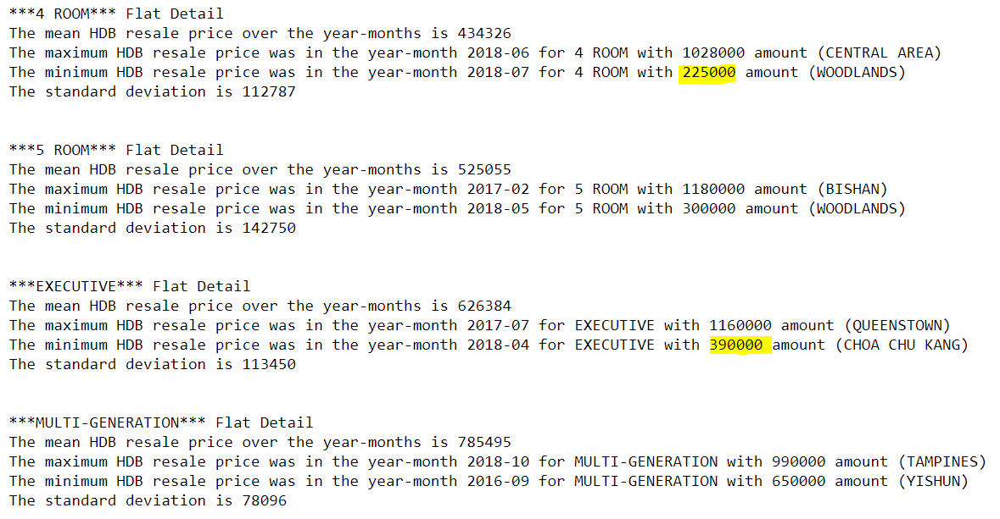 ***4 ROOM*** Flat Detail
The mean HDB resale price over the year-months is 434326
The maximum HDB resale price was in the year-month 2018-06 for 4 ROOM with 1028000 amount (CENTRAL AREA)
The minimum HDB resale price was in the year-month 2018-07 for 4 ROOM with 225000 amount (WOODLANDS)
The standard deviation is 112787
***5 ROOM*** Flat Detail
The mean HDB resale price over the year-months is 525055
The maximum HDB resale price was in the year-month 2017-02 for 5 ROOM with 1180000 amount (BISHAN)
The minimum HDB resale price was in the year-month 2018-05 for 5 ROOM with 300000 amount (WOODLANDS)
The standard deviation is 142750
***EXECUTIVE*** Flat Detail
The mean HDB resale price over the year-months is 626384
The maximum HDB resale price was in the year-month 2017-07 for EXECUTIVE with 1160000 amount (QUEENSTOWN)
The minimum HDB resale price was in the year-month 2018-04 for EXECUTIVE with 390000 amount (CHOA CHU KANG)
The standard deviation is 113450
***MULTI-GENERATION*** Flat Detail
The mean HDB resale price over the year-months is 785495
The maximum HDB resale price was in the year-month 2018-10 for MULTI-GENERATION with 990000 amount (TAMPINES)
The minimum HDB resale price was in the year-month 2016-09 for MULTI-GENERATION with 650000 amount (YISHUN)
The standard deviation is 78096